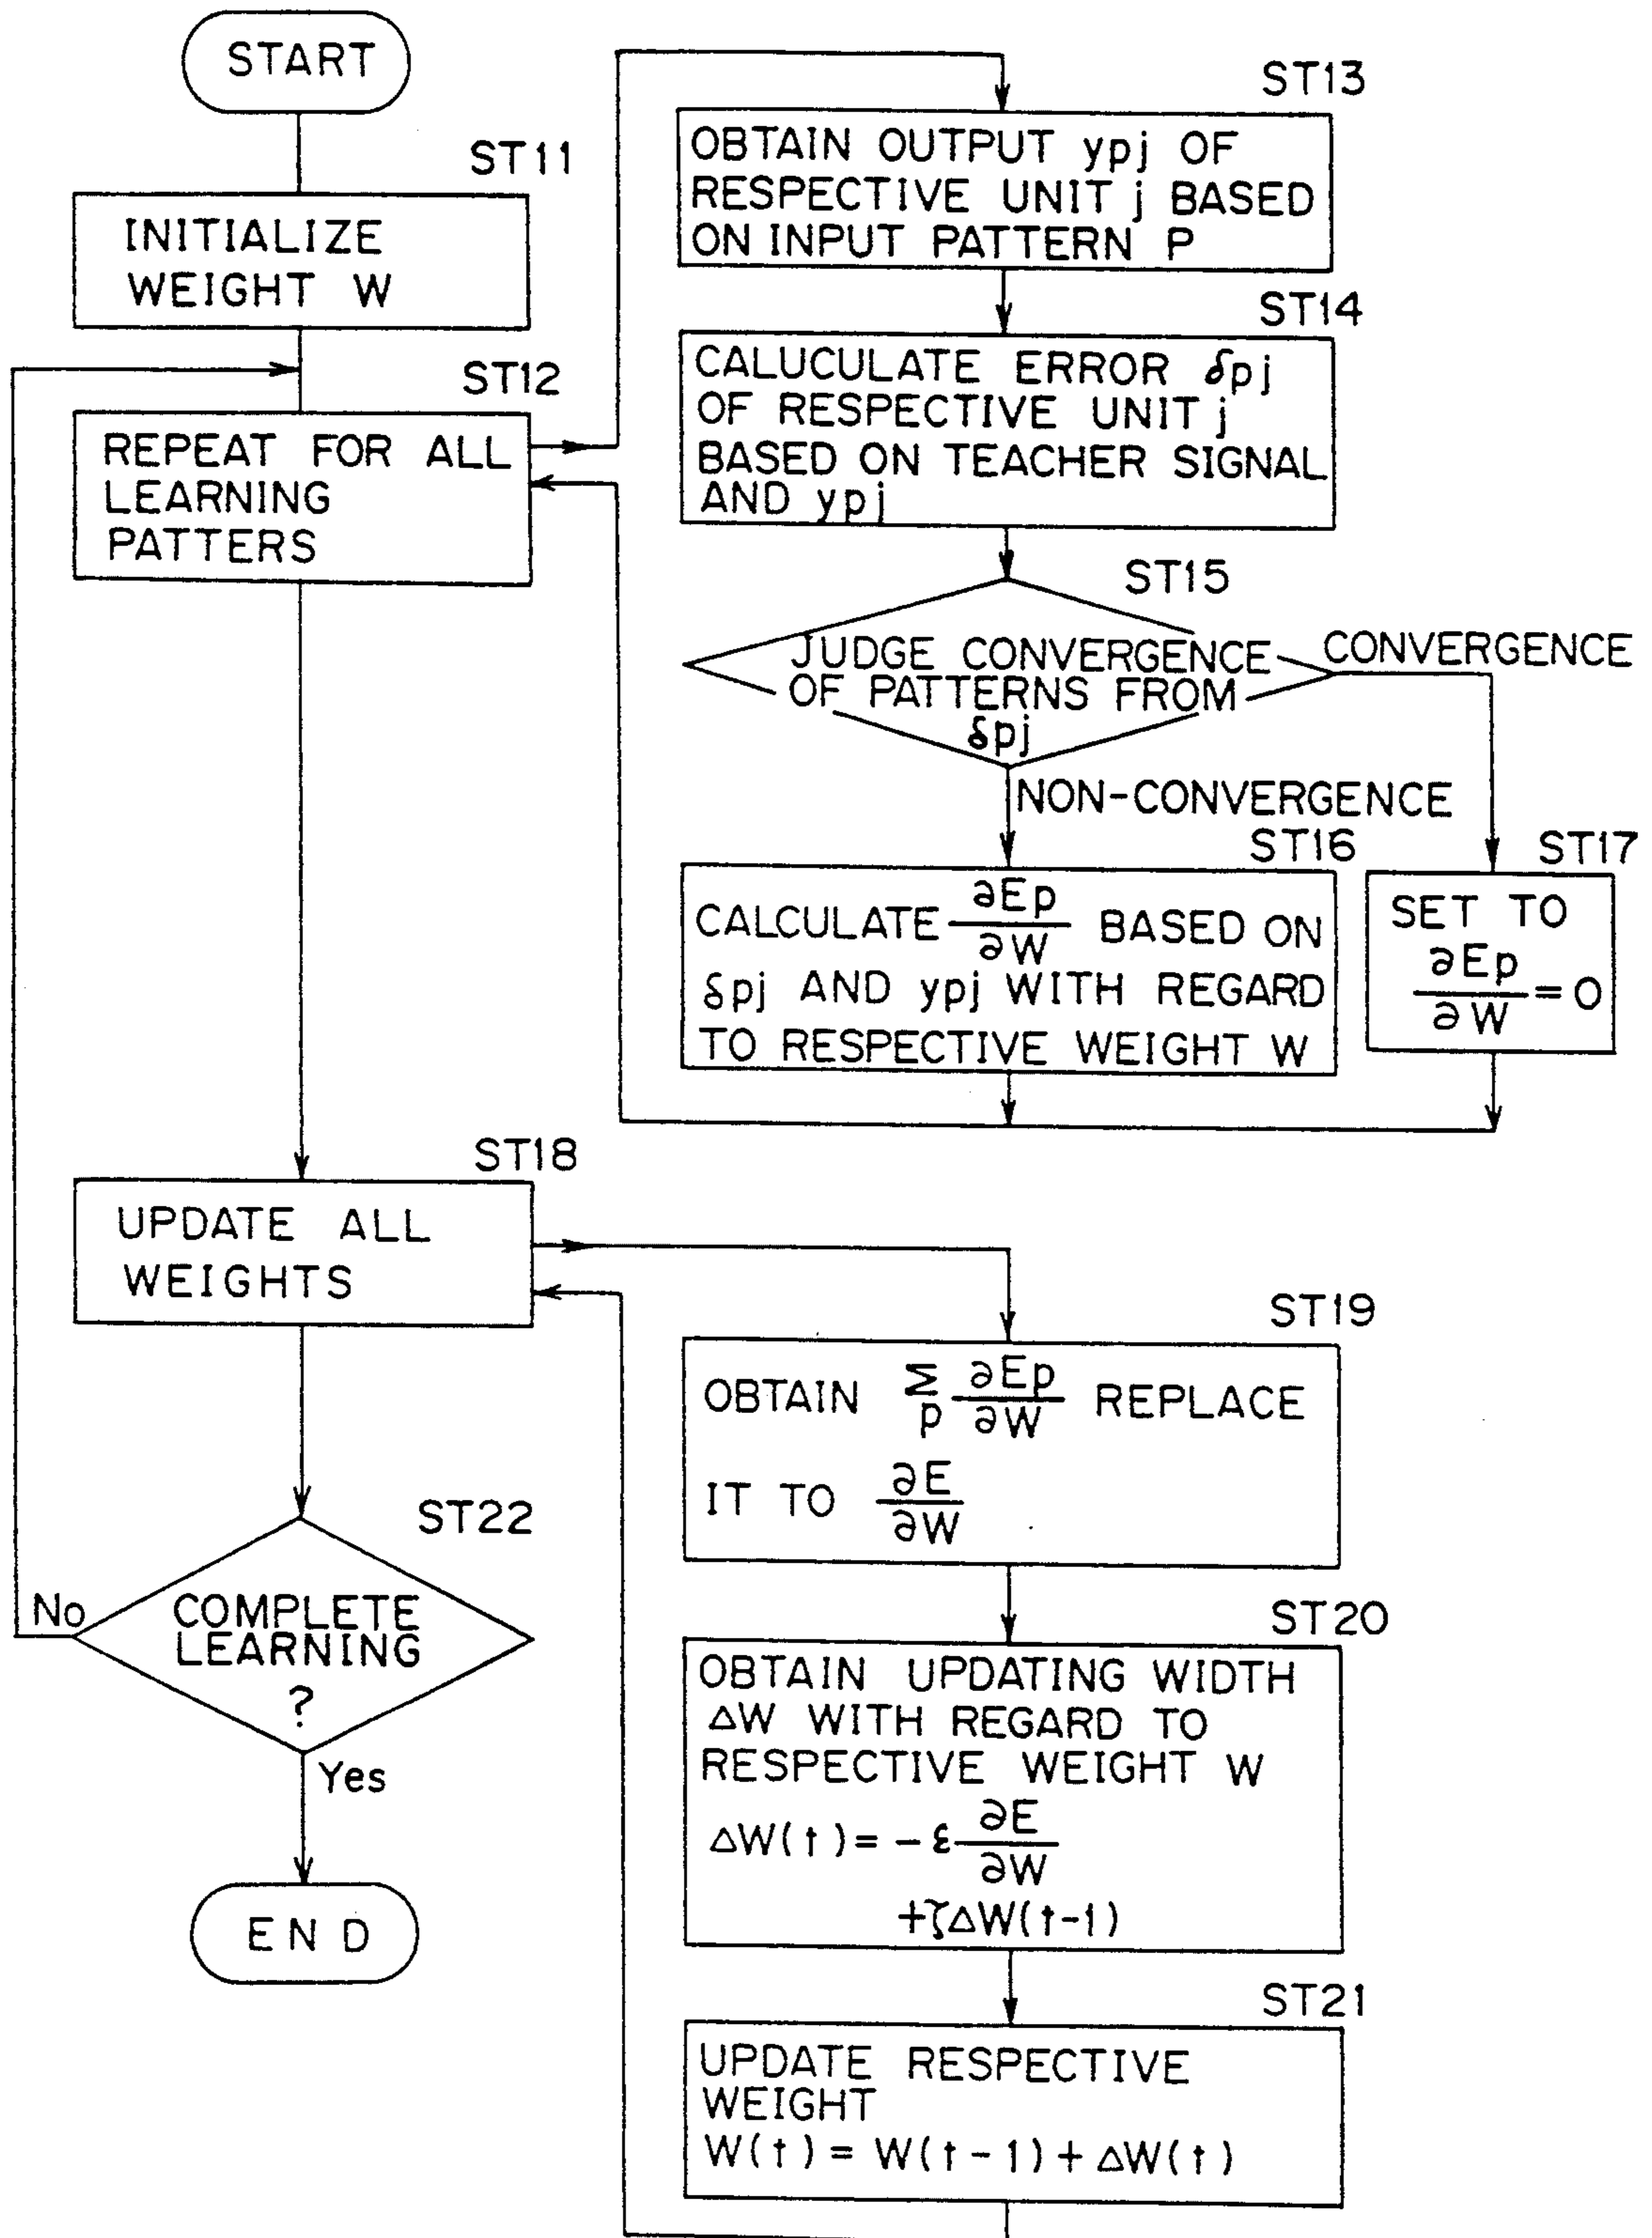 START
ST11
INITIALIZE
WEIGHT W
ST12
REPEAT FOR ALL
LEARNING
PATTERS
ST13
OBTAIN OUTPUT ypj OF
RESPECTIVE UNIT j BASED
ON INPUT PATTERN P
ST14
CALUCULATE ERROR δpj
OF RESPECTIVE UNIT j
BASED ON TEACHER SIGNAL
AND ypj
ST15
JUDGE CONVERGENCE
OF PATTERNS FROM
δpj
CONVERGENCE
NON-CONVERGENCE
ST16
CALCULATE ∂Ep/∂W BASED ON
δpj AND ypj WITH REGARD
TO RESPECTIVE WEIGHT W
ST17
SET TO
∂Ep/∂W = 0
ST18
UPDATE ALL
WEIGHTS
ST19
OBTAIN Σp ∂Ep/∂W REPLACE
IT TO ∂E/∂W
ST20
OBTAIN UPDATING WIDTH
ΔW WITH REGARD TO
RESPECTIVE WEIGHT W
ΔW(t) = -ε ∂E/∂W
+ζΔW(t-1)
ST21
UPDATE RESPECTIVE
WEIGHT
W(t) = W(t-1) + ΔW(t)
ST22
COMPLETE
LEARNING
?
No
Yes
END